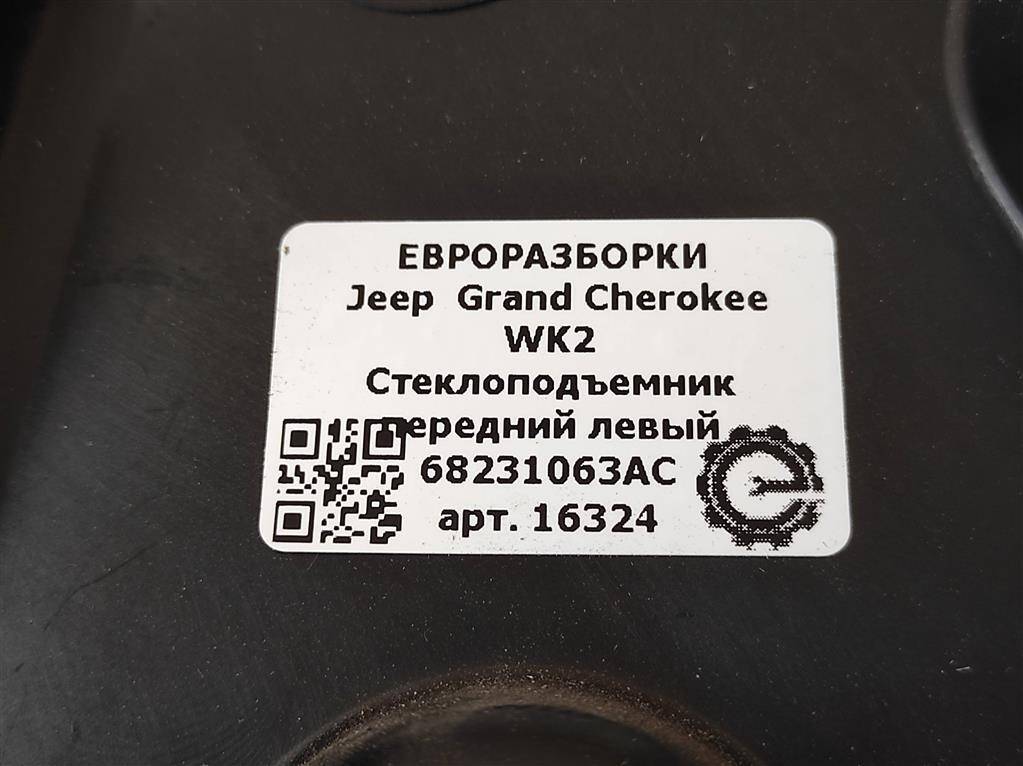 ЕВРОРАЗБОРКИ
Jeep Grand Cherokee
WK2
Стеклоподъемник
передний левый
68231063AC
арт. 16324